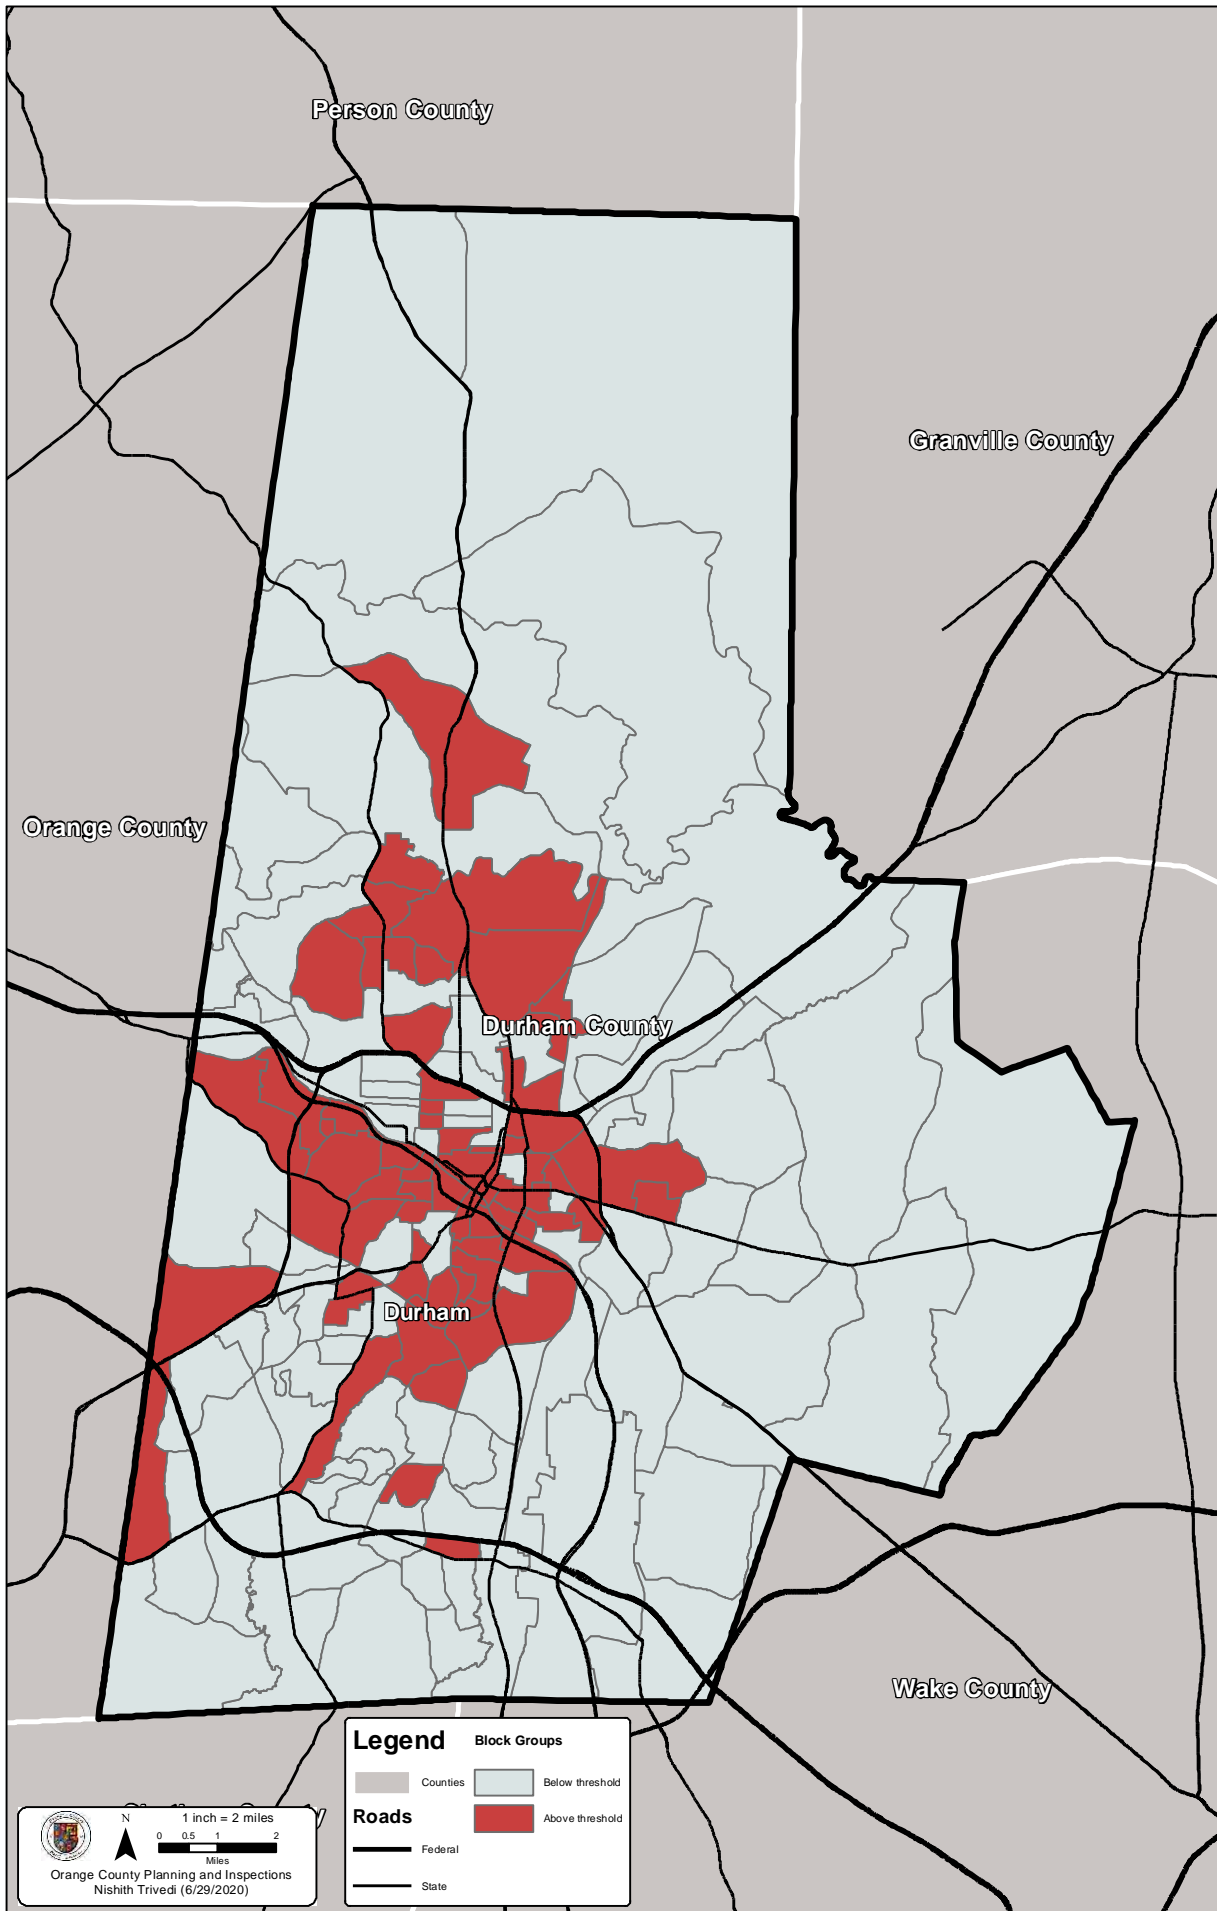 Person County
Granville County
Orange County
Durham County
Durham
Wake County
Legend
Block Groups
Counties
Below threshold
Roads
Above threshold
Federal
State
N
1 inch = 2 miles
0 0.5 1 2
Miles
Orange County Planning and Inspections
Nishith Trivedi (6/29/2020)